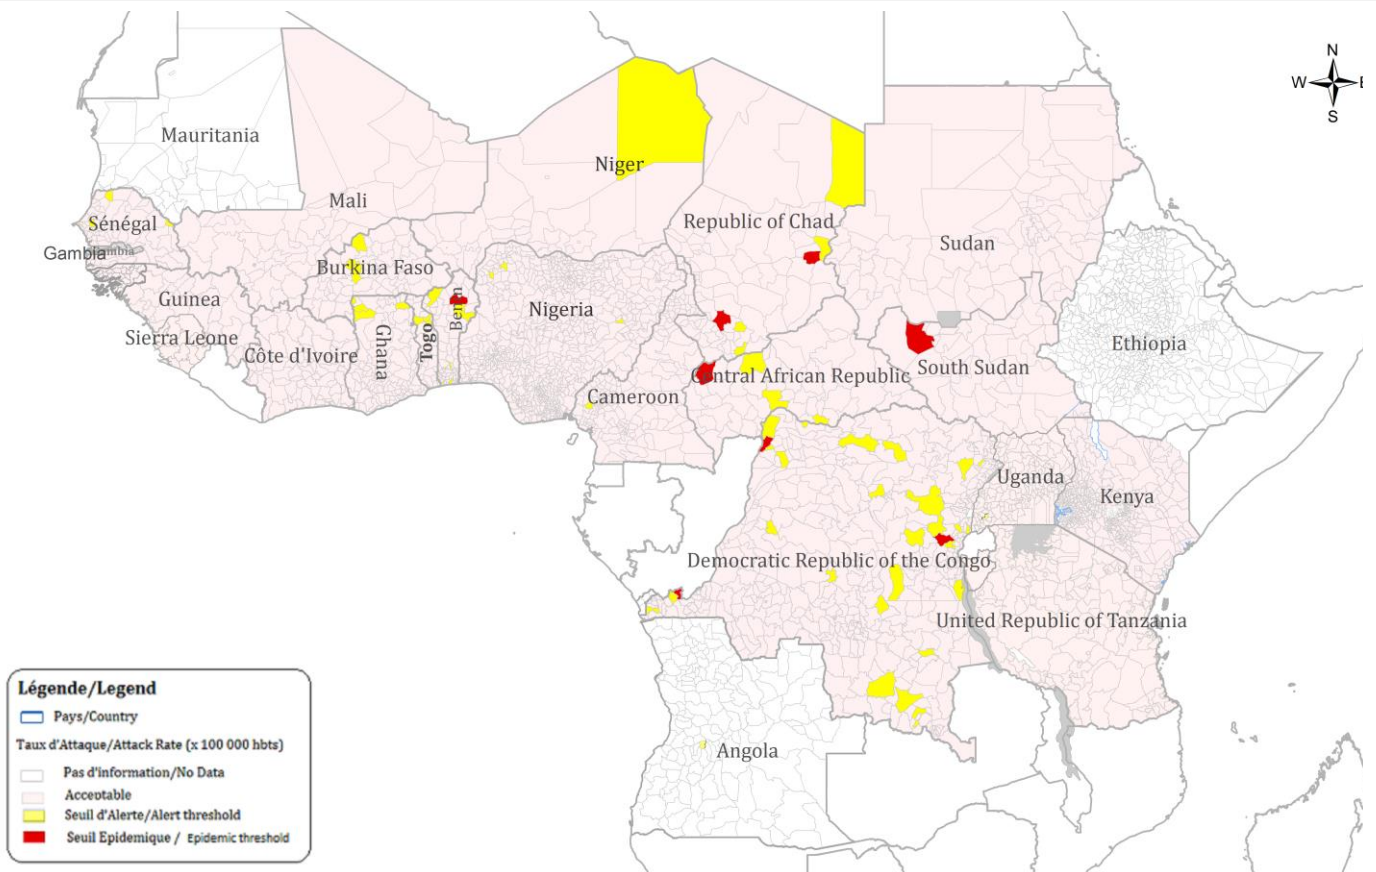 N
W
E
S
Mauritania
Mali
Niger
Republic of Chad
Sudan
Sénégal
Gambia
Gambia
Burkina Faso
Guinea
Benin
Nigeria
Sierra Leone
Côte d'Ivoire
Ghana
Togo
Ethiopia
Cameroon
Central African Republic
South Sudan
Uganda
Kenya
Democratic Republic of the Congo
United Republic of Tanzania
Angola
Légende/Legend
Pays/Country
Taux d'Attaque/Attack Rate (x 100 000 hbts)
Pas d'information/No Data
Acceptable
Seuil d'Alerte/Alert threshold
Seuil Epidemique / Epidemic threshold